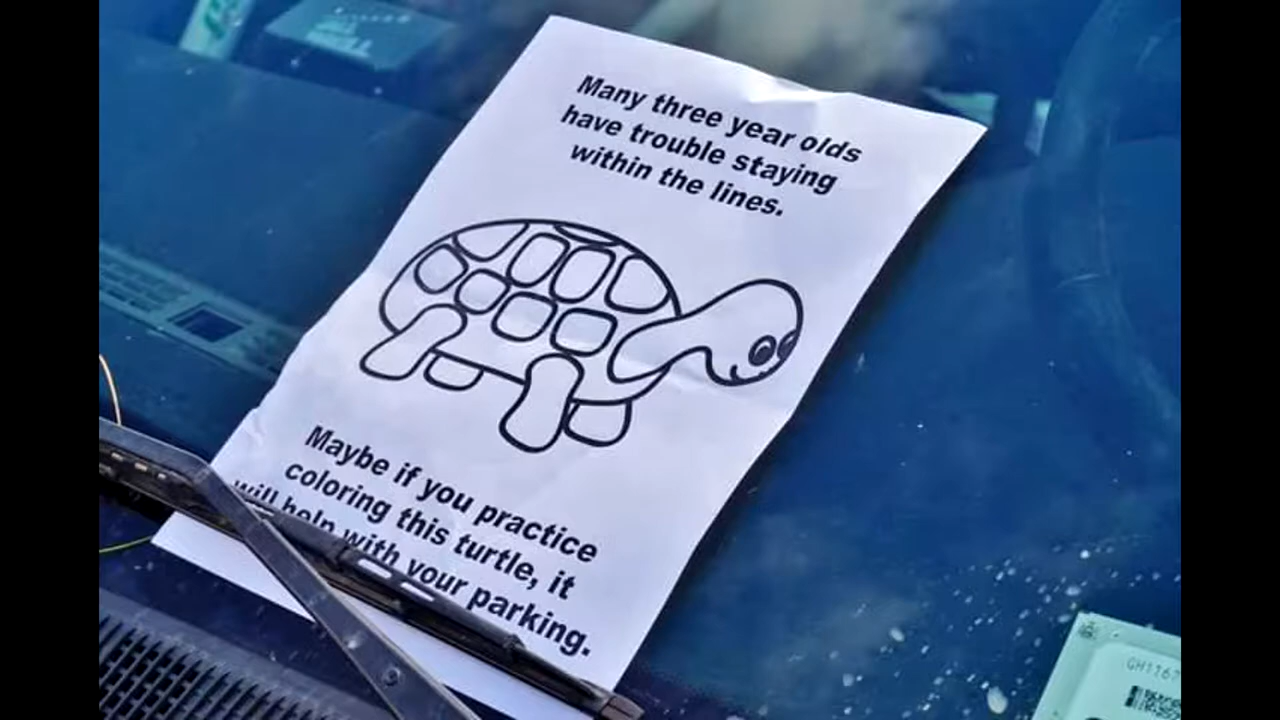 Many three year olds
have trouble staying
within the lines.
Maybe if you practice
coloring this turtle, it
will help with your parking.
GH116